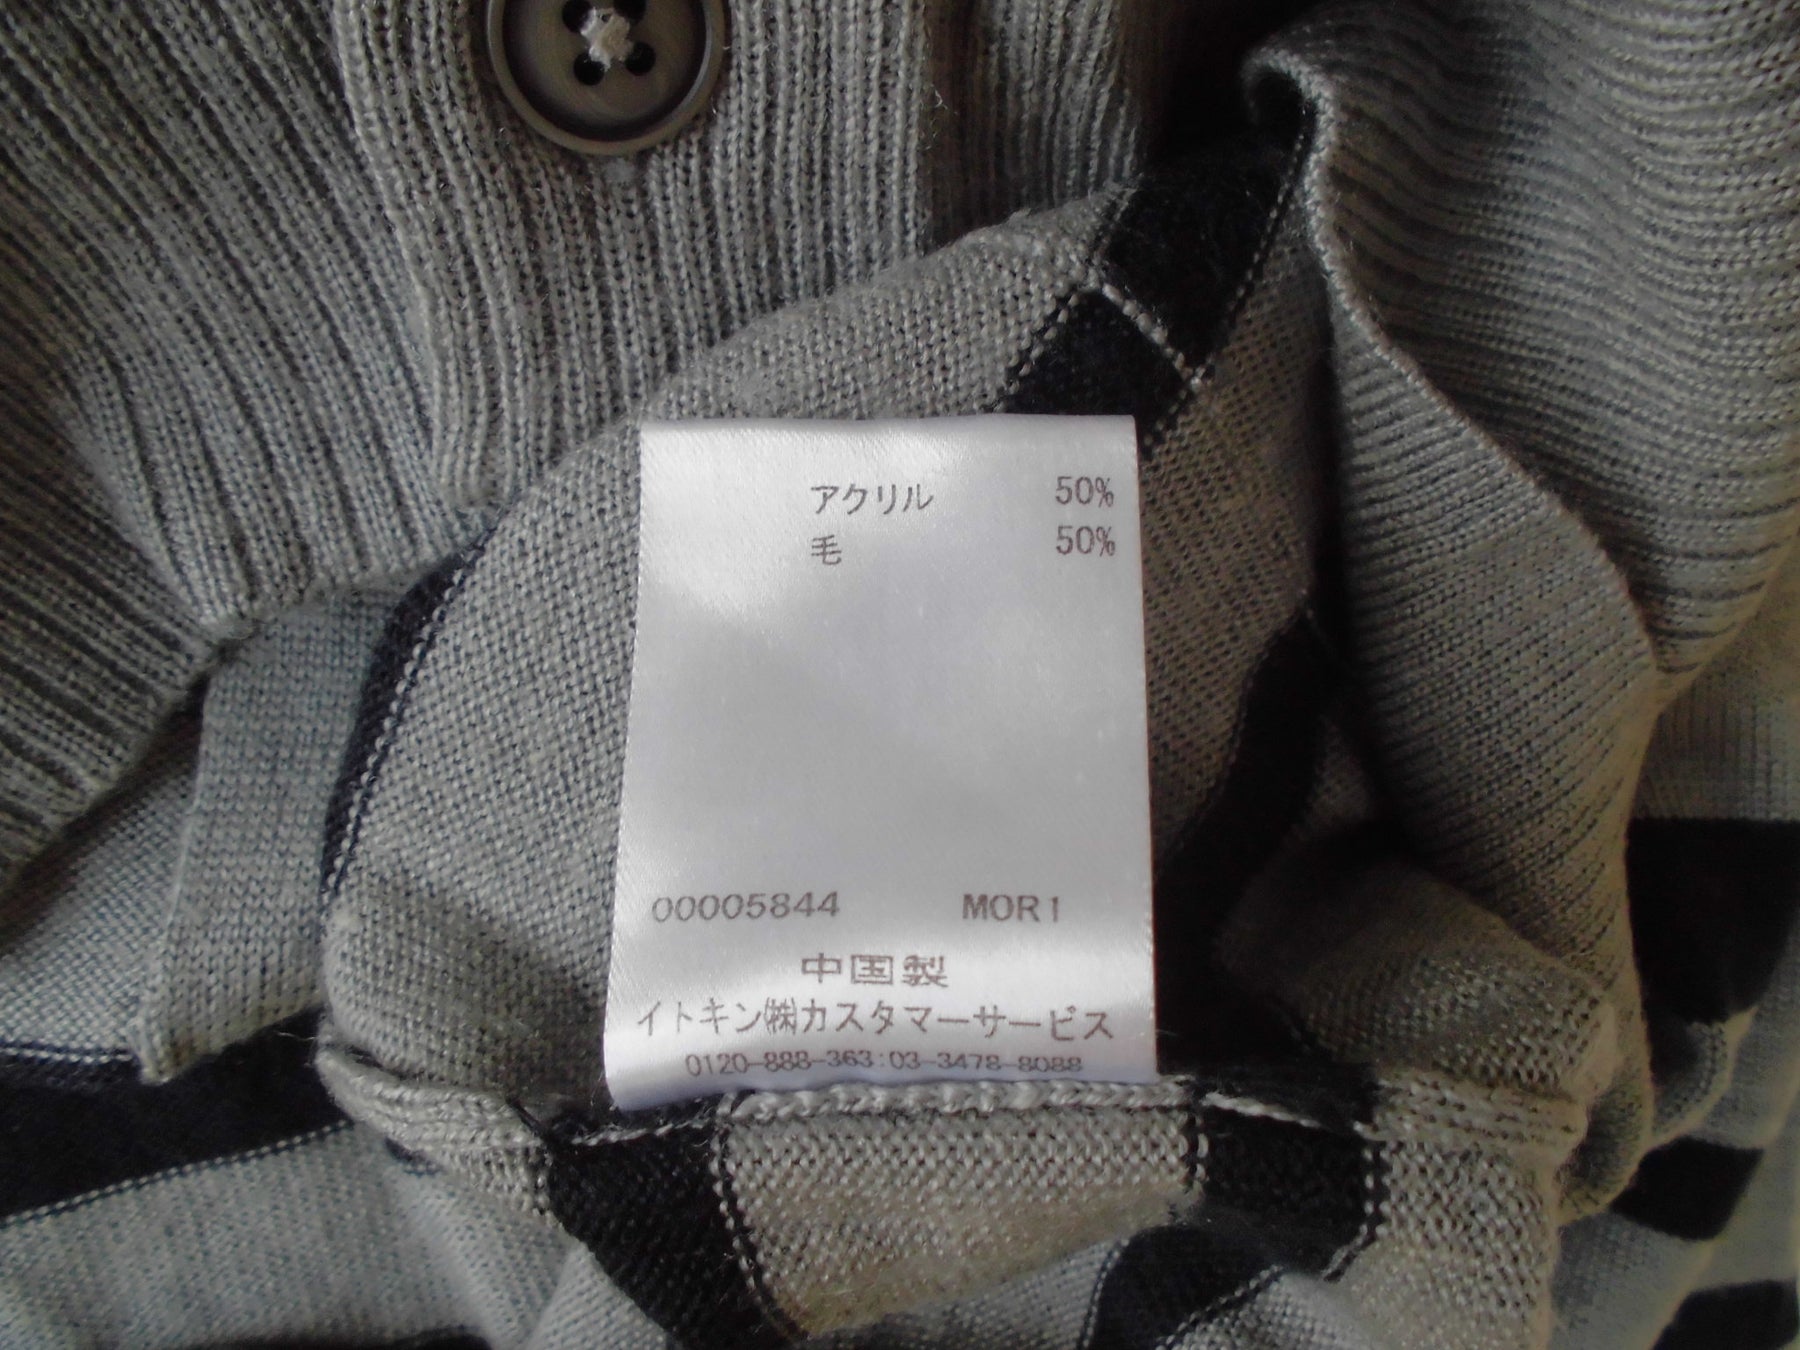 アクリル 50%
毛 50%
00005844 MORI
中国製
イトキン㈱カスタマーサービス
0120-888-363:03-3478-8088